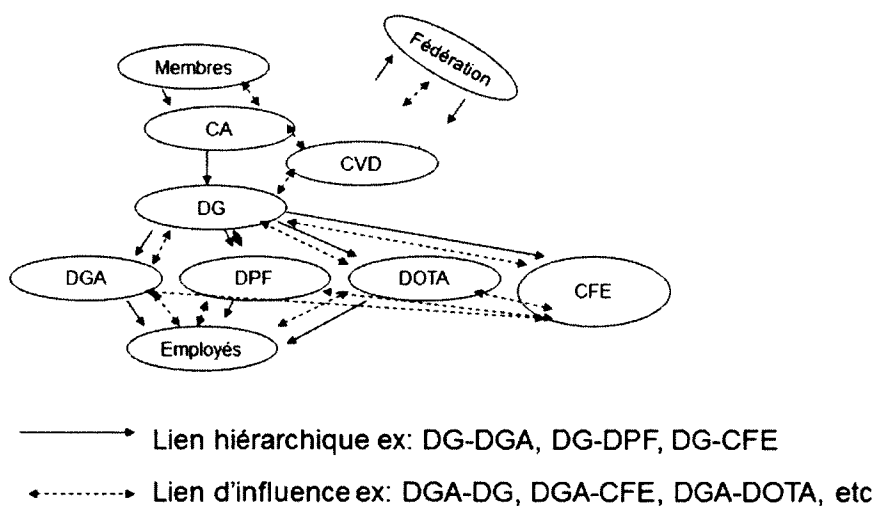 Fédération
Membres
CA
CVD
DG
DGA
DPF
DOTA
CFE
Employés
Lien hiérarchique ex: DG-DGA, DG-DPF, DG-CFE
Lien d'influence ex: DGA-DG, DGA-CFE, DGA-DOTA, etc